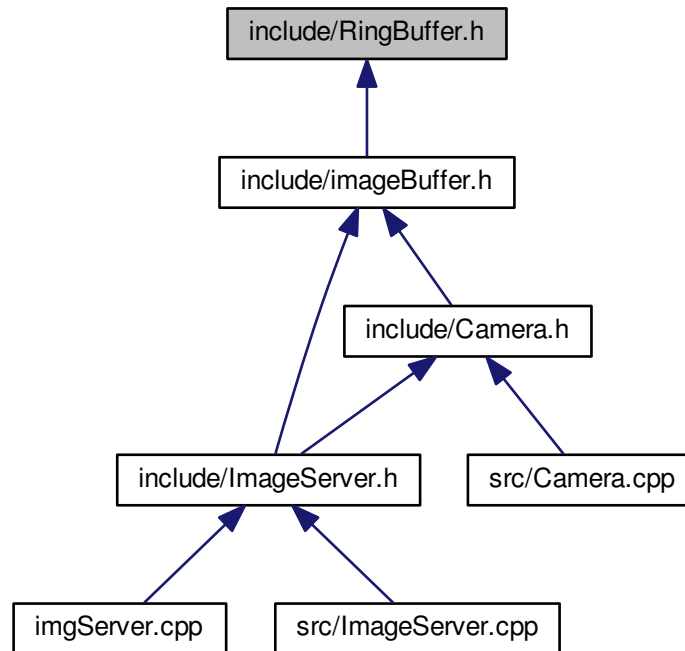 include/RingBuffer.h
include/imageBuffer.h
include/Camera.h
include/ImageServer.h
src/Camera.cpp
imgServer.cpp
src/ImageServer.cpp